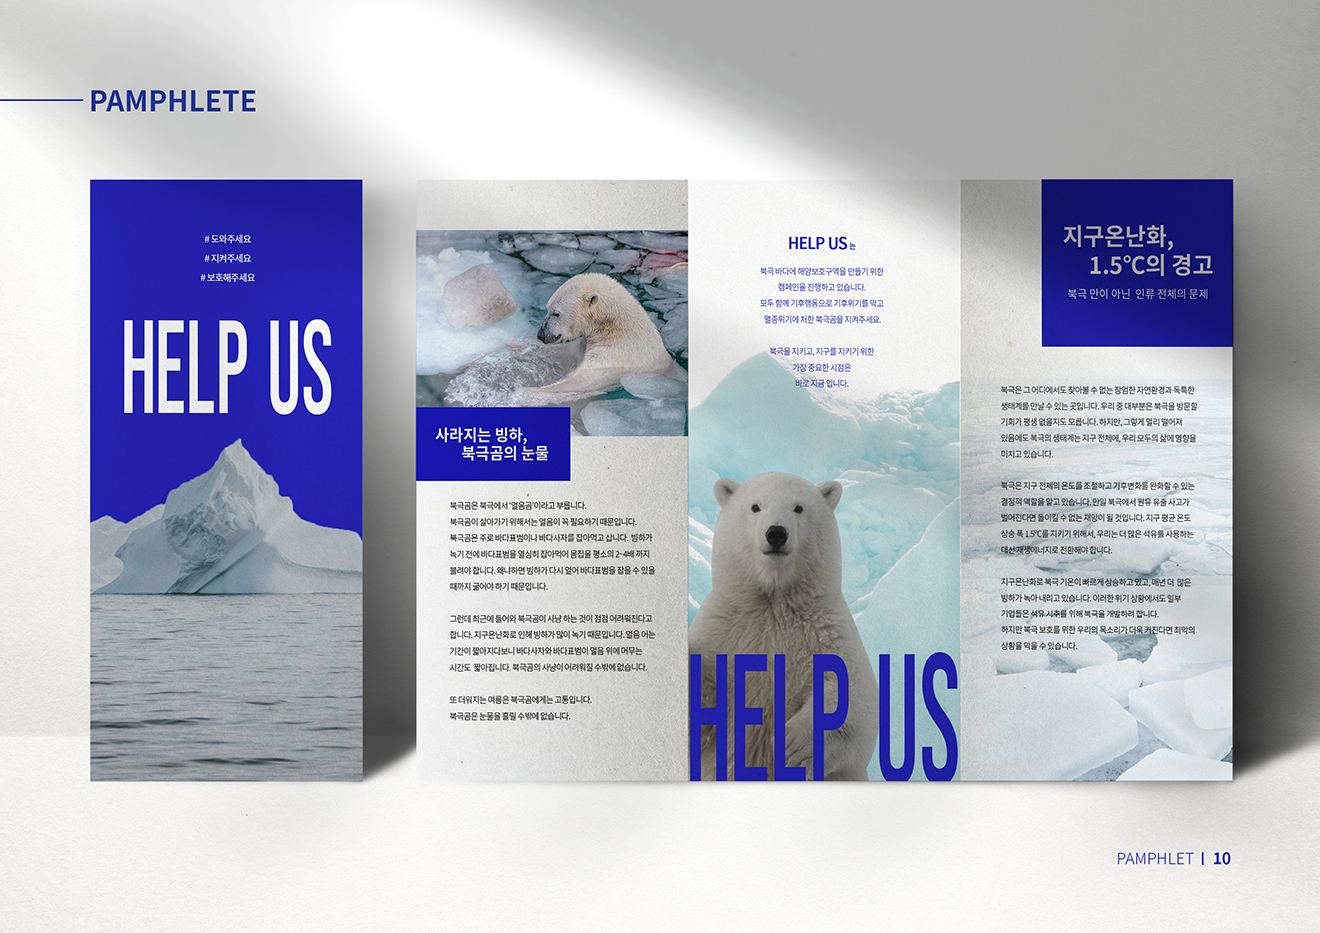 PAMPHLETE
# 도와주세요
# 지켜주세요
# 보호해주세요
HELP US
사라지는 빙하,
북극곰의 눈물
북극곰은 북극에서 '얼음곰'이라고 부릅니다.
북극곰이 살아가기 위해서는 얼음이 꼭 필요하기 때문입니다.
북극곰은 주로 바다표범이나 바다사자를 잡아먹고 삽니다. 빙하가
녹기 전에 바다표범을 열심히 잡아먹어 몸집을 평소의 2~4배 까지
불려야 합니다. 왜냐하면 빙하가 다시 얼어 바다표범을 잡을 수 있을
때까지 굶어야 하기 때문입니다.
그런데 최근에 들어와 북극곰이 사냥 하는 것이 점점 어려워진다고
합니다. 지구온난화로 인해 빙하가 많이 녹기 때문입니다. 얼음 어는
기간이 짧아지다보니 바다사자와 바다표범이 얼음 위에 머무는
시간도 짧아집니다. 북극곰의 사냥이 어려워질 수밖에 없습니다.
또 더워지는 여름은 북극곰에게는 고통입니다.
북극곰은 눈물을 흘릴 수밖에 없습니다.
HELP US 는
북극 바다에 해양보호구역을 만들기 위한
캠페인을 진행하고 있습니다.
모두 함께 기후행동으로 기후위기를 막고
멸종위기에 처한 북극곰을 지켜주세요.
북극을 지키고, 지구를 지키기 위한
가장 중요한 시점은
바로 지금 입니다.
HELP US
지구온난화,
1.5°C의 경고
북극 만이 아닌 인류 전체의 문제
북극은 그 어디에서도 찾아볼 수 없는 장엄한 자연환경과 독특한
생태계를 만날 수 있는 곳입니다. 우리 중 대부분은 북극을 방문할
기회가 평생 없을지도 모릅니다. 하지만, 그렇게 멀리 떨어져
있음에도 북극의 생태계는 지구 전체에, 우리 모두의 삶에 영향을
미치고 있습니다.
북극은 지구 전체의 온도를 조절하고 기후변화를 완화할 수 있는
결정적 역할을 맡고 있습니다. 만일 북극에서 원유 유출 사고가
벌어진다면 돌이킬 수 없는 재앙이 될 것입니다. 지구 평균 온도
상승 폭 1.5℃를 지키기 위해서, 우리는 더 많은 석유를 사용하는
대신 재생에너지로 전환해야 합니다.
지구온난화로 북극 기온이 빠르게 상승하고 있고, 매년 더 많은
빙하가 녹아 내리고 있습니다. 이러한 위기 상황에서도 일부
기업들은 석유 시추를 위해 북극을 개발하려 합니다.
하지만 북극 보호를 위한 우리의 목소리가 더욱 커진다면 최악의
상황을 막을 수 있습니다.
PAMPHLET | 10